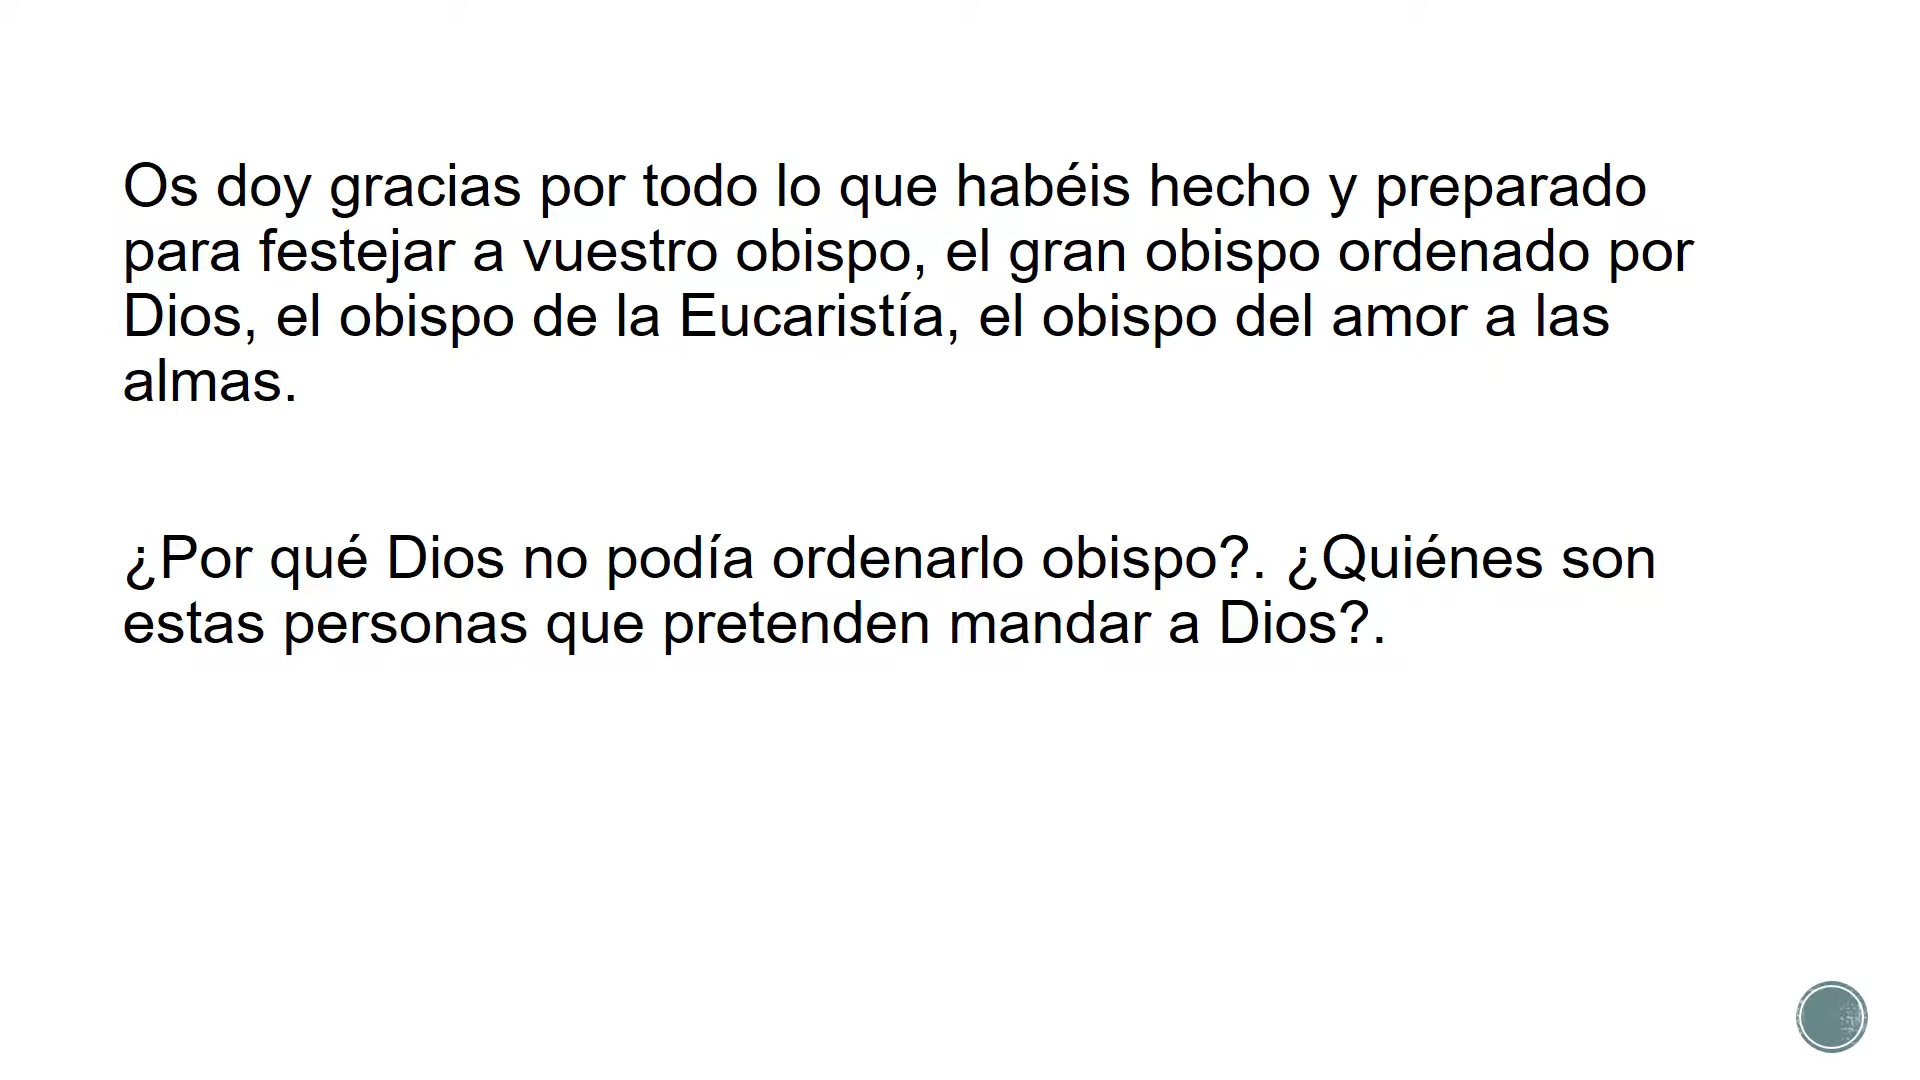 Os doy gracias por todo lo que habéis hecho y preparado
para festejar a vuestro obispo, el gran obispo ordenado por
Dios, el obispo de la Eucaristía, el obispo del amor a las
almas.
¿Por qué Dios no podía ordenarlo obispo?. ¿Quiénes son
estas personas que pretenden mandar a Dios?.